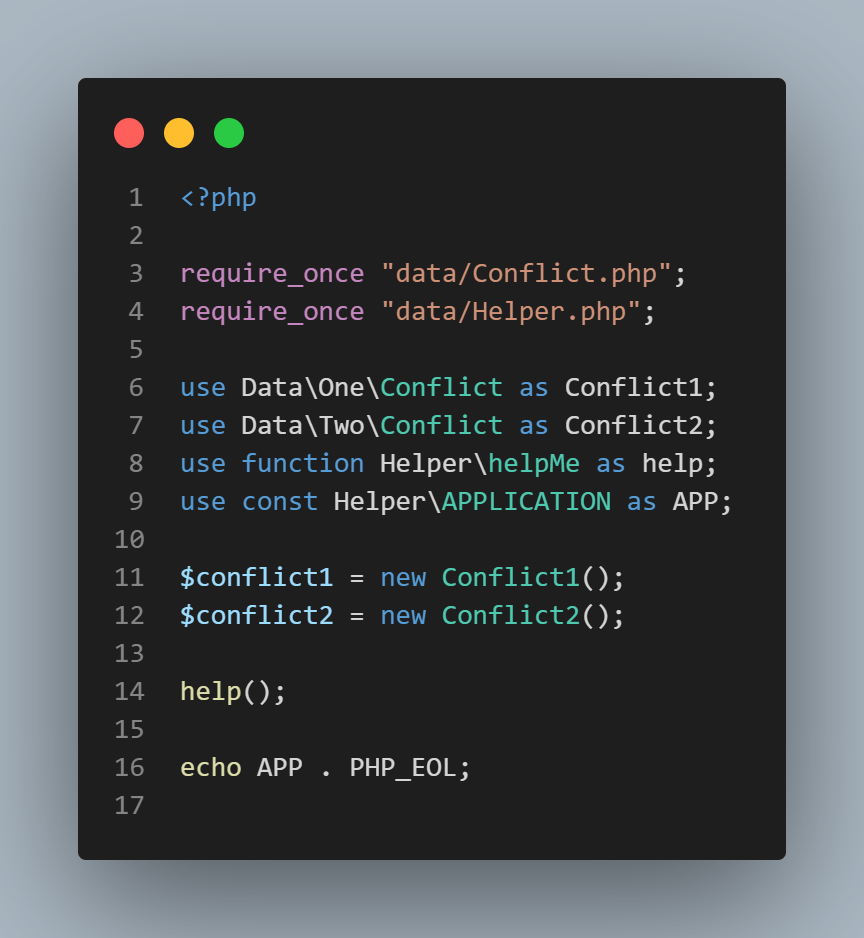 1 <?php
2
3 require_once "data/Conflict.php";
4 require_once "data/Helper.php";
5
6 use Data\One\Conflict as Conflict1;
7 use Data\Two\Conflict as Conflict2;
8 use function Helper\helpMe as help;
9 use const Helper\APPLICATION as APP;
10
11 $conflict1 = new Conflict1();
12 $conflict2 = new Conflict2();
13
14 help();
15
16 echo APP . PHP_EOL;
17